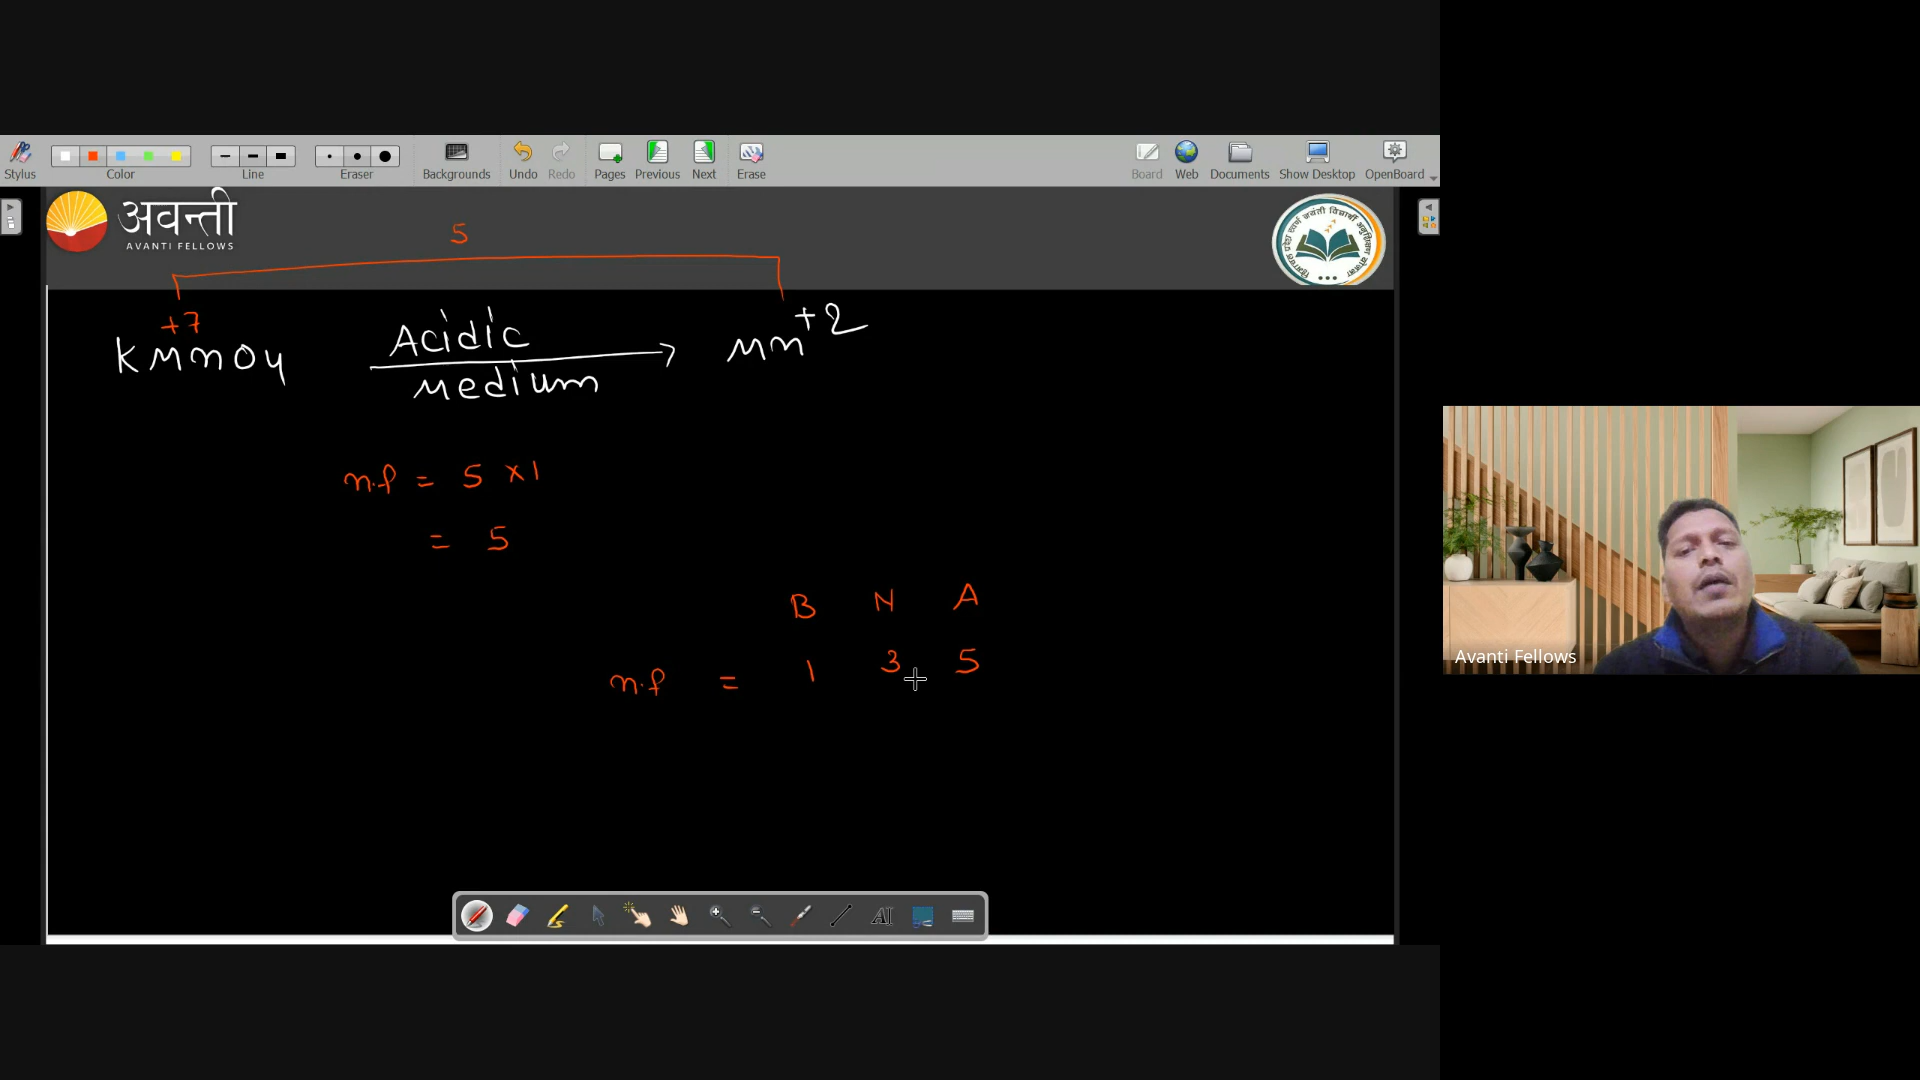 Stylus Color Line Eraser Backgrounds Undo Redo Pages Previous Next Erase Board Web Documents Show Desktop OpenBoard
अवन्ती
AVANTI FELLOWS
5
+7
KMnO4 Acidic medium Mn+2
n.f = 5 × 1
= 5
B N A
n.f = 1 3 5
Avanti Fellows